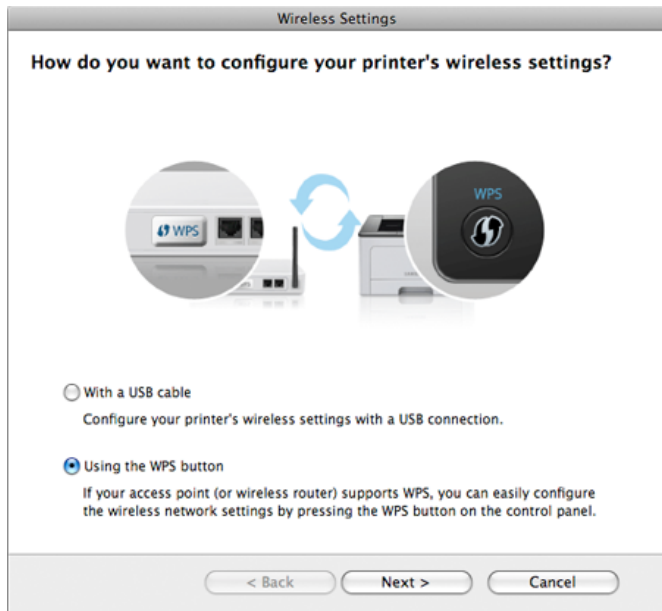 Wireless Settings
How do you want to configure your printer's wireless settings?
WPS
WPS
With a USB cable
Configure your printer's wireless settings with a USB connection.
Using the WPS button
If your access point (or wireless router) supports WPS, you can easily configure
the wireless network settings by pressing the WPS button on the control panel.
< Back
Next >
Cancel